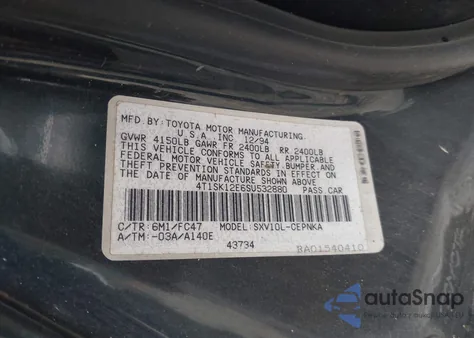 MFD. BY: TOYOTA MOTOR MANUFACTURING,
U.S.A., INC. 12/94
GVWR 4150LB GAWR FR 2400LB RR 2400LB
THIS VEHICLE CONFORMS TO ALL APPLICABLE
FEDERAL MOTOR VEHICLE SAFETY, BUMPER, AND
THEFT PREVENTION STANDARDS IN EFFECT ON
THE DATE OF MANUFACTURE SHOWN ABOVE.
4T1SK12E6SU532880 PASS. CAR
C/TR: 6M1/FC47 MODEL: SXV10L-CEPNKA
A/TM: -03A/A140E
43734
BA01540410
autoSnap